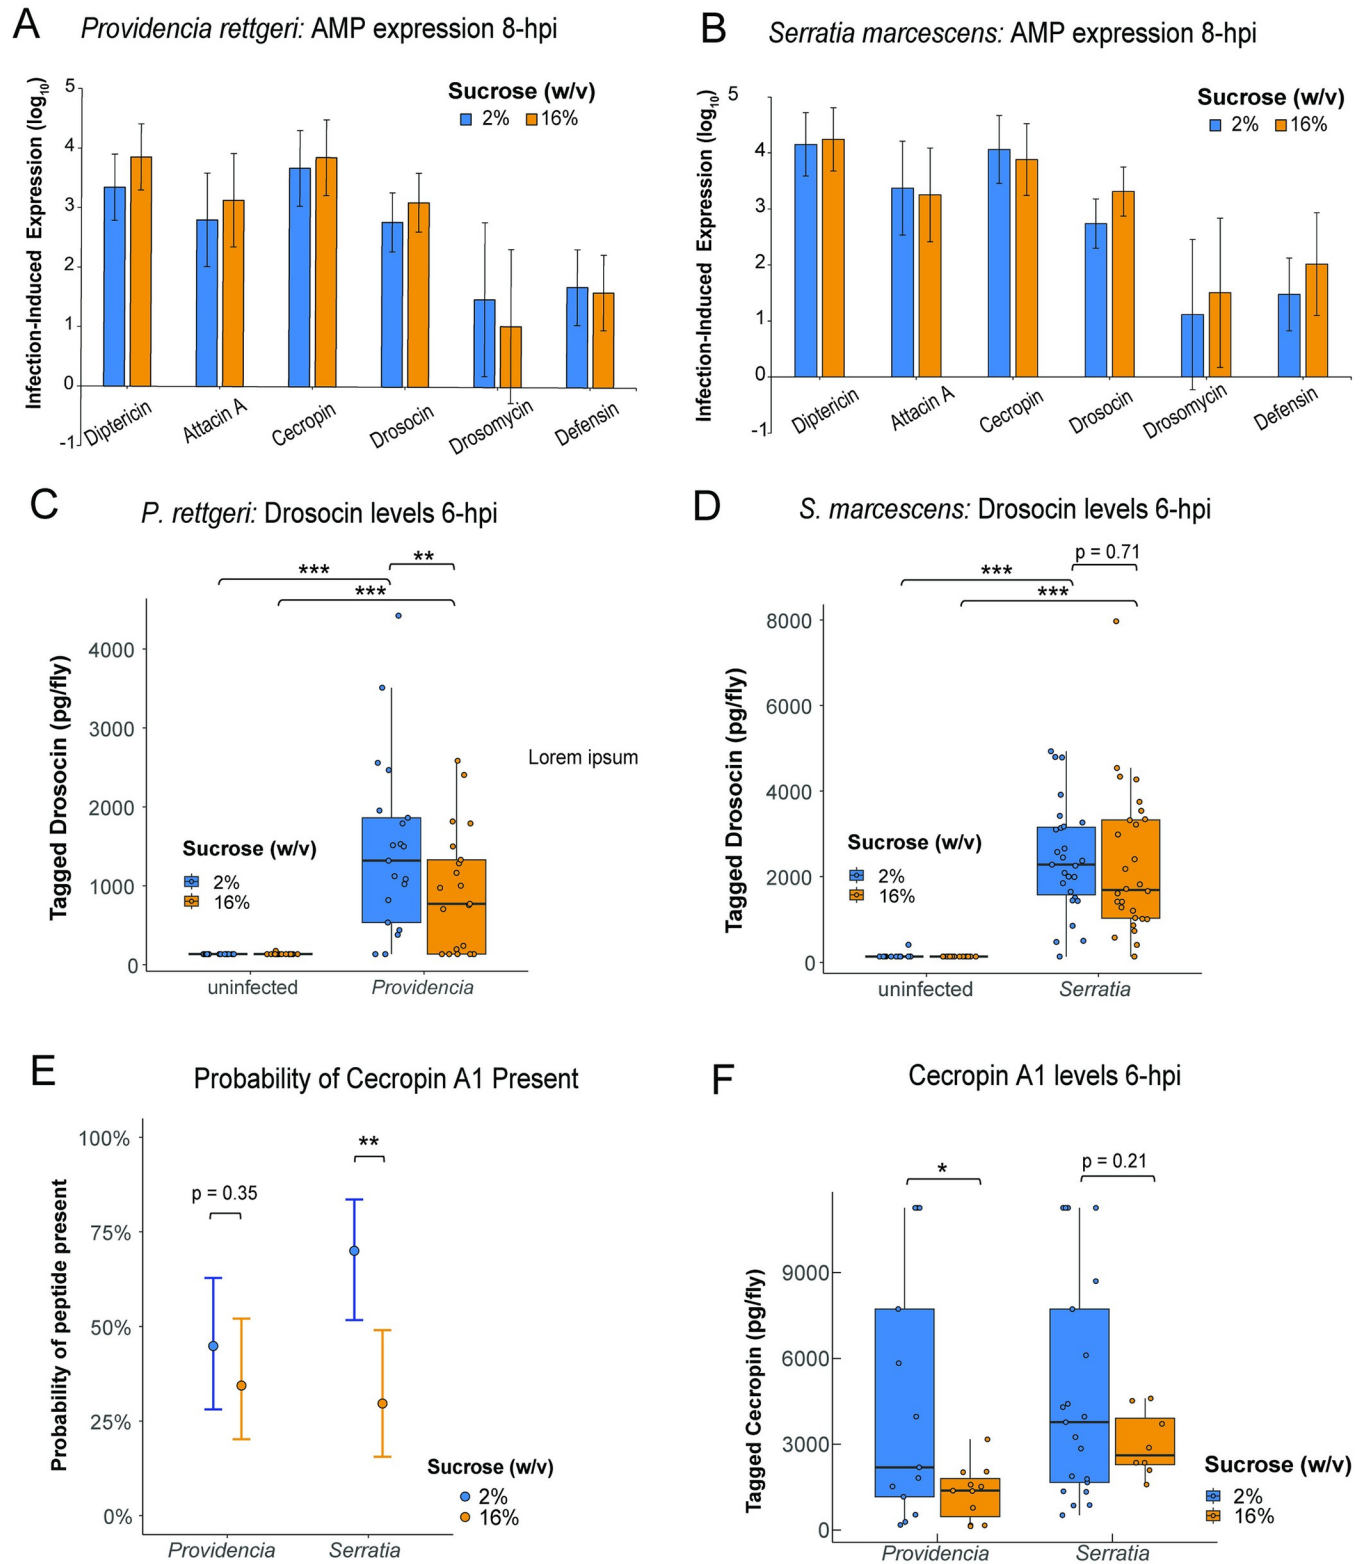 A
Providencia rettgeri: AMP expression 8-hpi
Infection-Induced Expression (log10)
5
4
3
2
1
0
-1
Sucrose (w/v)
2% 16%
Diptericin Attacin A Cecropin Drosocin Drosomycin Defensin
B
Serratia marcescens: AMP expression 8-hpi
Infection-Induced Expression (log10)
5
4
3
2
1
0
-1
Sucrose (w/v)
2% 16%
Diptericin Attacin A Cecropin Drosocin Drosomycin Defensin
C
P. rettgeri: Drosocin levels 6-hpi
**
***
***
Tagged Drosocin (pg/fly)
4000
3000
2000
1000
0
Lorem ipsum
Sucrose (w/v)
2%
16%
uninfected Providencia
D
S. marcescens: Drosocin levels 6-hpi
p = 0.71
***
***
Tagged Drosocin (pg/fly)
8000
6000
4000
2000
0
Sucrose (w/v)
2%
16%
uninfected Serratia
E
Probability of Cecropin A1 Present
Probability of peptide present
100%
75%
50%
25%
0%
**
p = 0.35
Sucrose (w/v)
2%
16%
Providencia Serratia
F
Cecropin A1 levels 6-hpi
p = 0.21
*
Tagged Cecropin (pg/fly)
9000
6000
3000
0
Sucrose (w/v)
2%
16%
Providencia Serratia